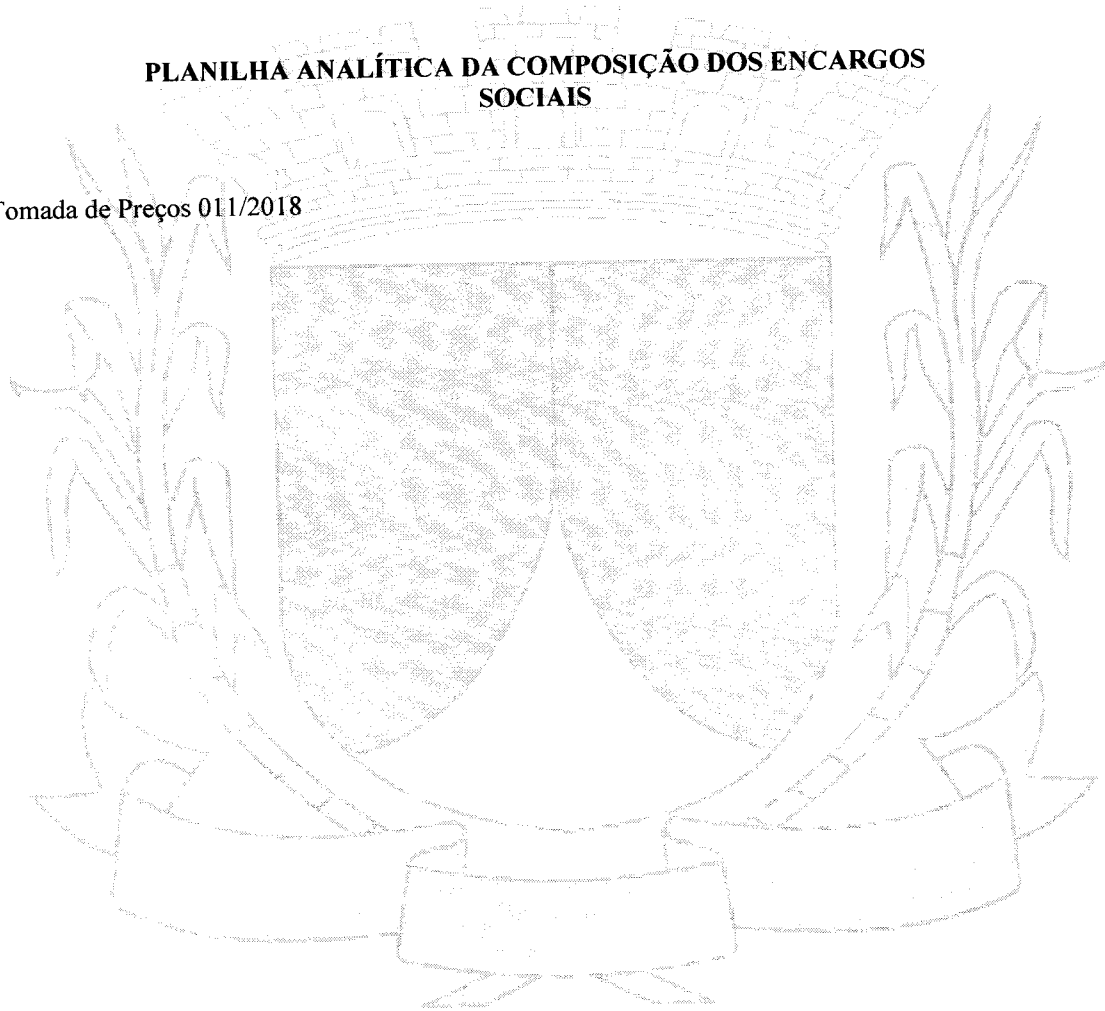 PLANILHA ANALÍTICA DA COMPOSIÇÃO DOS ENCARGOS
SOCIAIS
Tomada de Preços 011/2018